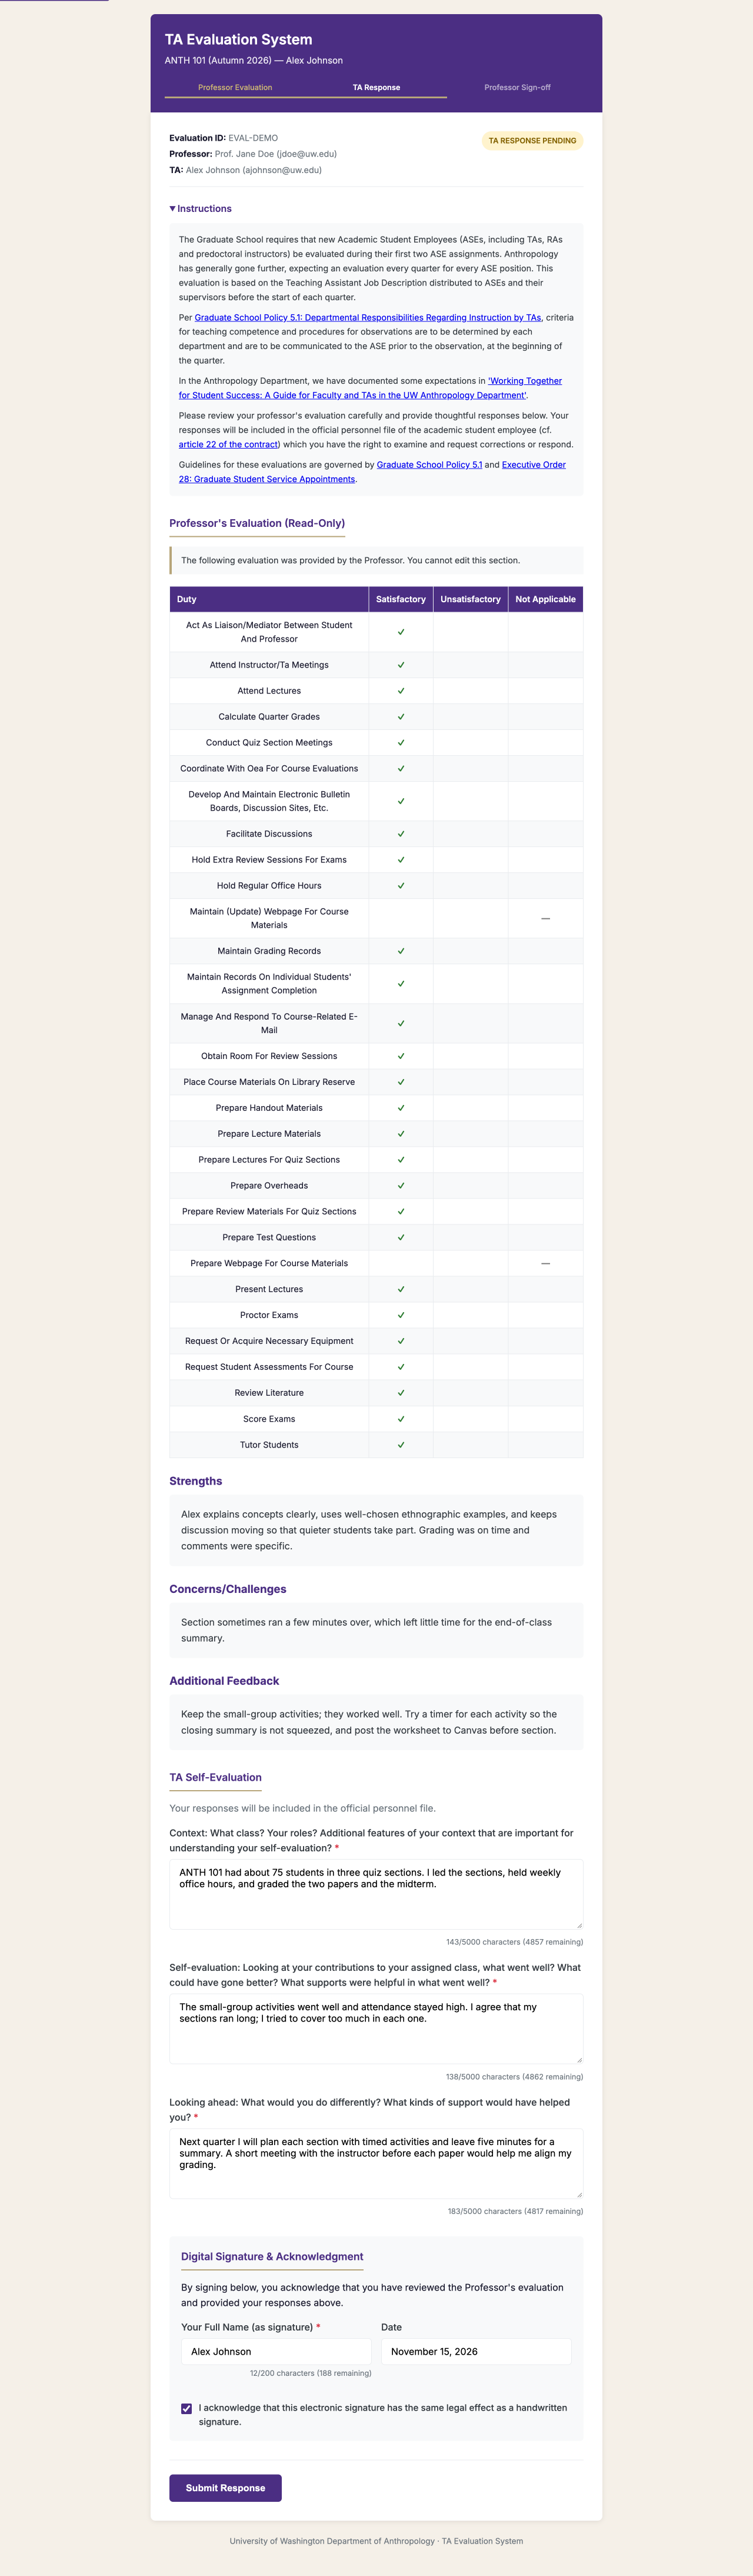 TA Evaluation System
ANTH 101 (Autumn 2026) — Alex Johnson
Professor Evaluation
TA Response
Professor Sign-off
Evaluation ID: EVAL-DEMO
TA RESPONSE PENDING
Professor: Prof. Jane Doe (jdoe@uw.edu)
TA: Alex Johnson (ajohnson@uw.edu)
▼ Instructions
The Graduate School requires that new Academic Student Employees (ASEs, including TAs, RAs
and predoctoral instructors) be evaluated during their first two ASE assignments. Anthropology
has generally gone further, expecting an evaluation every quarter for every ASE position. This
evaluation is based on the Teaching Assistant Job Description distributed to ASEs and their
supervisors before the start of each quarter.
Per Graduate School Policy 5.1: Departmental Responsibilities Regarding Instruction by TAs, criteria
for teaching competence and procedures for observations are to be determined by each
department and are to be communicated to the ASE prior to the observation, at the beginning of
the quarter.
In the Anthropology Department, we have documented some expectations in 'Working Together
for Student Success: A Guide for Faculty and TAs in the UW Anthropology Department'.
Please review your professor's evaluation carefully and provide thoughtful responses below. Your
responses will be included in the official personnel file of the academic student employee (cf.
article 22 of the contract) which you have the right to examine and request corrections or respond.
Guidelines for these evaluations are governed by Graduate School Policy 5.1 and Executive Order
28: Graduate Student Service Appointments.
Professor's Evaluation (Read-Only)
The following evaluation was provided by the Professor. You cannot edit this section.
Duty Satisfactory Unsatisfactory Not Applicable
Act As Liaison/Mediator Between Student
And Professor ✓
Attend Instructor/Ta Meetings ✓
Attend Lectures ✓
Calculate Quarter Grades ✓
Conduct Quiz Section Meetings ✓
Coordinate With Oea For Course Evaluations ✓
Develop And Maintain Electronic Bulletin
Boards, Discussion Sites, Etc. ✓
Facilitate Discussions ✓
Hold Extra Review Sessions For Exams ✓
Hold Regular Office Hours ✓
Maintain (Update) Webpage For Course
Materials —
Maintain Grading Records ✓
Maintain Records On Individual Students'
Assignment Completion ✓
Manage And Respond To Course-Related E-
Mail ✓
Obtain Room For Review Sessions ✓
Place Course Materials On Library Reserve ✓
Prepare Handout Materials ✓
Prepare Lecture Materials ✓
Prepare Lectures For Quiz Sections ✓
Prepare Overheads ✓
Prepare Review Materials For Quiz Sections ✓
Prepare Test Questions ✓
Prepare Webpage For Course Materials —
Present Lectures ✓
Proctor Exams ✓
Request Or Acquire Necessary Equipment ✓
Request Student Assessments For Course ✓
Review Literature ✓
Score Exams ✓
Tutor Students ✓
Strengths
Alex explains concepts clearly, uses well-chosen ethnographic examples, and keeps
discussion moving so that quieter students take part. Grading was on time and
comments were specific.
Concerns/Challenges
Section sometimes ran a few minutes over, which left little time for the end-of-class
summary.
Additional Feedback
Keep the small-group activities; they worked well. Try a timer for each activity so the
closing summary is not squeezed, and post the worksheet to Canvas before section.
TA Self-Evaluation
Your responses will be included in the official personnel file.
Context: What class? Your roles? Additional features of your context that are important for
understanding your self-evaluation? *
ANTH 101 had about 75 students in three quiz sections. I led the sections, held weekly
office hours, and graded the two papers and the midterm.
143/5000 characters (4857 remaining)
Self-evaluation: Looking at your contributions to your assigned class, what went well? What
could have gone better? What supports were helpful in what went well? *
The small-group activities went well and attendance stayed high. I agree that my
sections ran long; I tried to cover too much in each one.
138/5000 characters (4862 remaining)
Looking ahead: What would you do differently? What kinds of support would have helped
you? *
Next quarter I will plan each section with timed activities and leave five minutes for a
summary. A short meeting with the instructor before each paper would help me align my
grading.
183/5000 characters (4817 remaining)
Digital Signature & Acknowledgment
By signing below, you acknowledge that you have reviewed the Professor's evaluation
and provided your responses above.
Your Full Name (as signature) *
Date
Alex Johnson
November 15, 2026
12/200 characters (188 remaining)
I acknowledge that this electronic signature has the same legal effect as a handwritten
signature.
Submit Response
University of Washington Department of Anthropology · TA Evaluation System